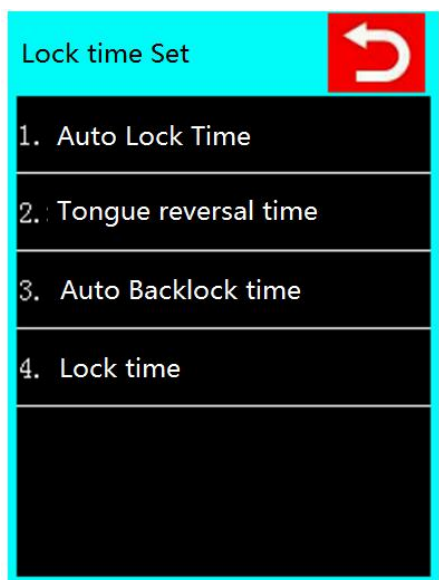 Lock time Set
1. Auto Lock Time
2. Tongue reversal time
3. Auto Backlock time
4. Lock time